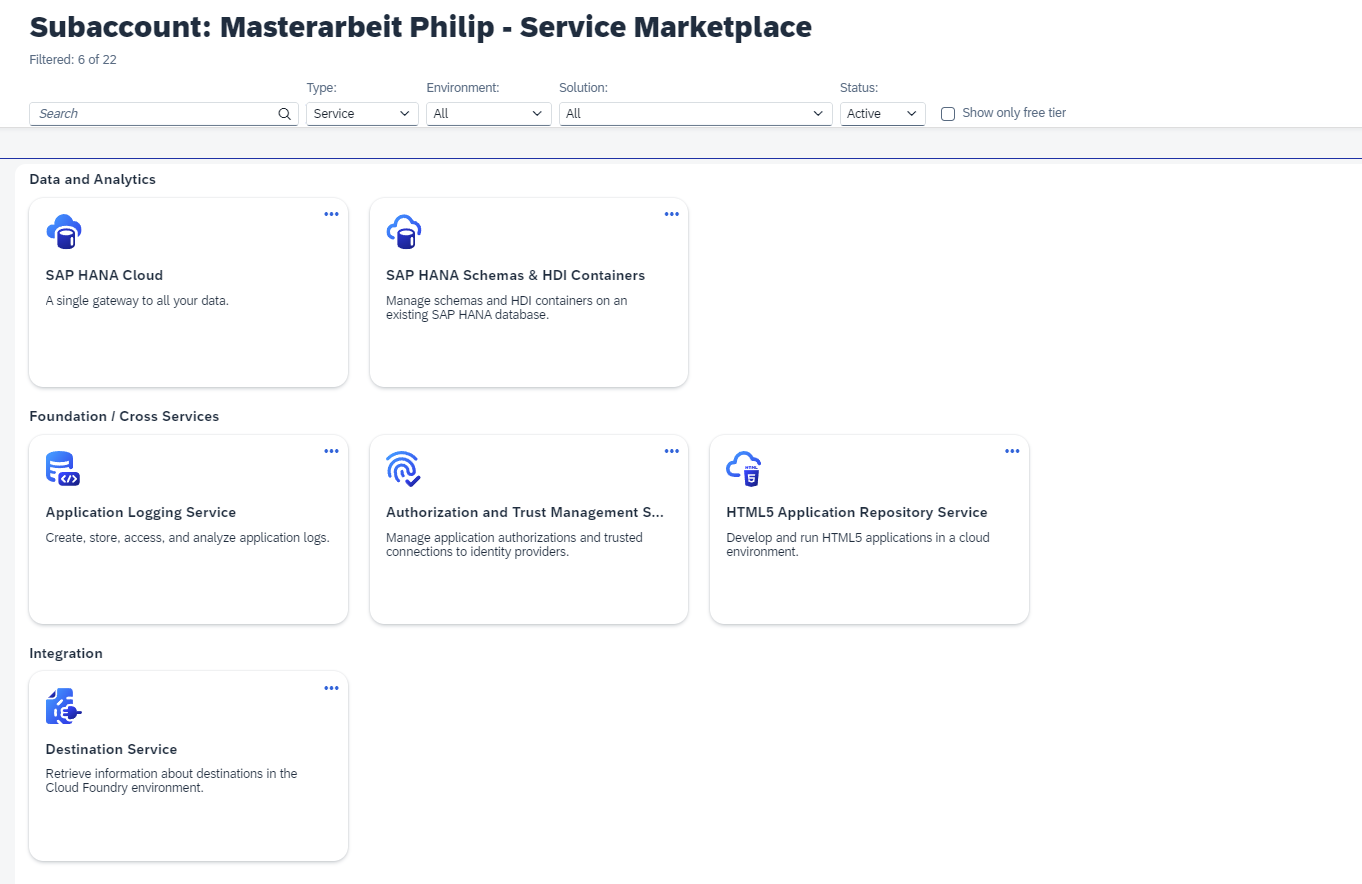 Subaccount: Masterarbeit Philip - Service Marketplace
Filtered: 6 of 22
Type:
Environment:
Solution:
Status:
Search
Service
All
All
Active
Show only free tier
Data and Analytics
SAP HANA Cloud
A single gateway to all your data.
SAP HANA Schemas & HDI Containers
Manage schemas and HDI containers on an
existing SAP HANA database.
Foundation / Cross Services
Application Logging Service
Create, store, access, and analyze application logs.
Authorization and Trust Management S...
Manage application authorizations and trusted
connections to identity providers.
HTML
5
HTML5 Application Repository Service
Develop and run HTML5 applications in a cloud
environment.
Integration
Destination Service
Retrieve information about destinations in the
Cloud Foundry environment.